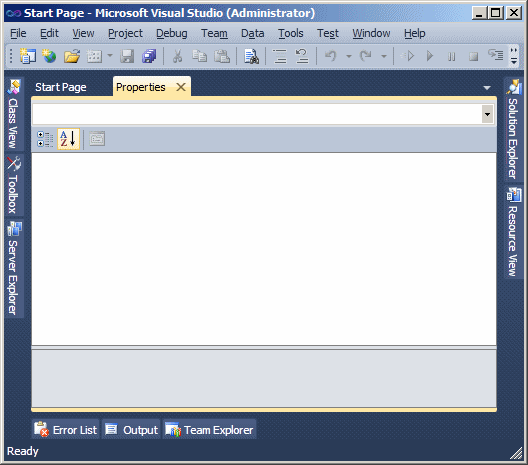 Start Page - Microsoft Visual Studio (Administrator)
File Edit View Project Debug Team Data Tools Test Window Help
Start Page Properties
Class View
Toolbox
Server Explorer
A
Z
Solution Explorer
Resource View
Error List Output Team Explorer
Ready